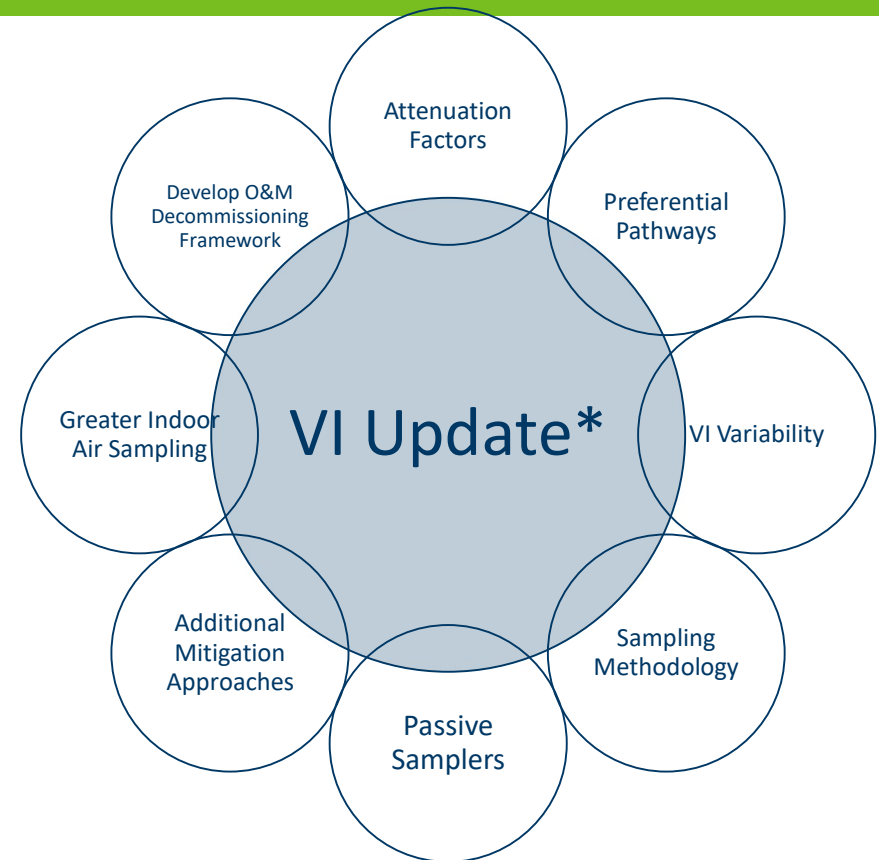 Attenuation
Factors
Develop O&M
Decommissioning
Framework
Preferential
Pathways
Greater Indoor
Air Sampling
VI Update*
VI Variability
Additional
Mitigation
Approaches
Sampling
Methodology
Passive
Samplers